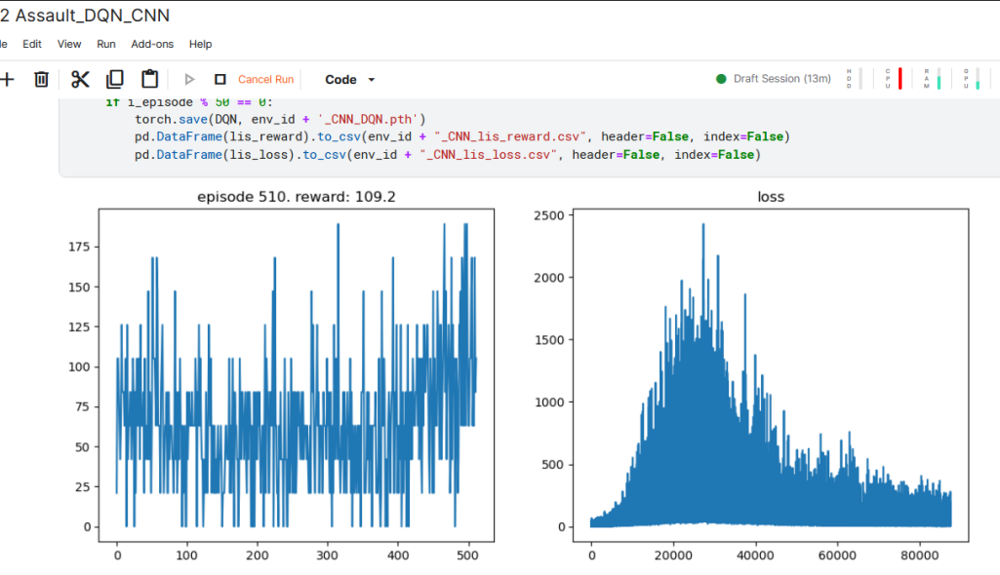 2 Assault_DQN_CNN
le Edit View Run Add-ons Help
Cancel Run Code Draft Session (13m) HDD CPU RAM GPU
if i_episode % 50 == 0:
torch.save(DQN, env_id + '_CNN_DQN.pth')
pd.DataFrame(lis_reward).to_csv(env_id + "_CNN_lis_reward.csv", header=False, index=False)
pd.DataFrame(lis_loss).to_csv(env_id + "_CNN_lis_loss.csv", header=False, index=False)
episode 510. reward: 109.2
175
150
125
100
75
50
25
0
0 100 200 300 400 500
loss
2500
2000
1500
1000
500
0
0 20000 40000 60000 80000